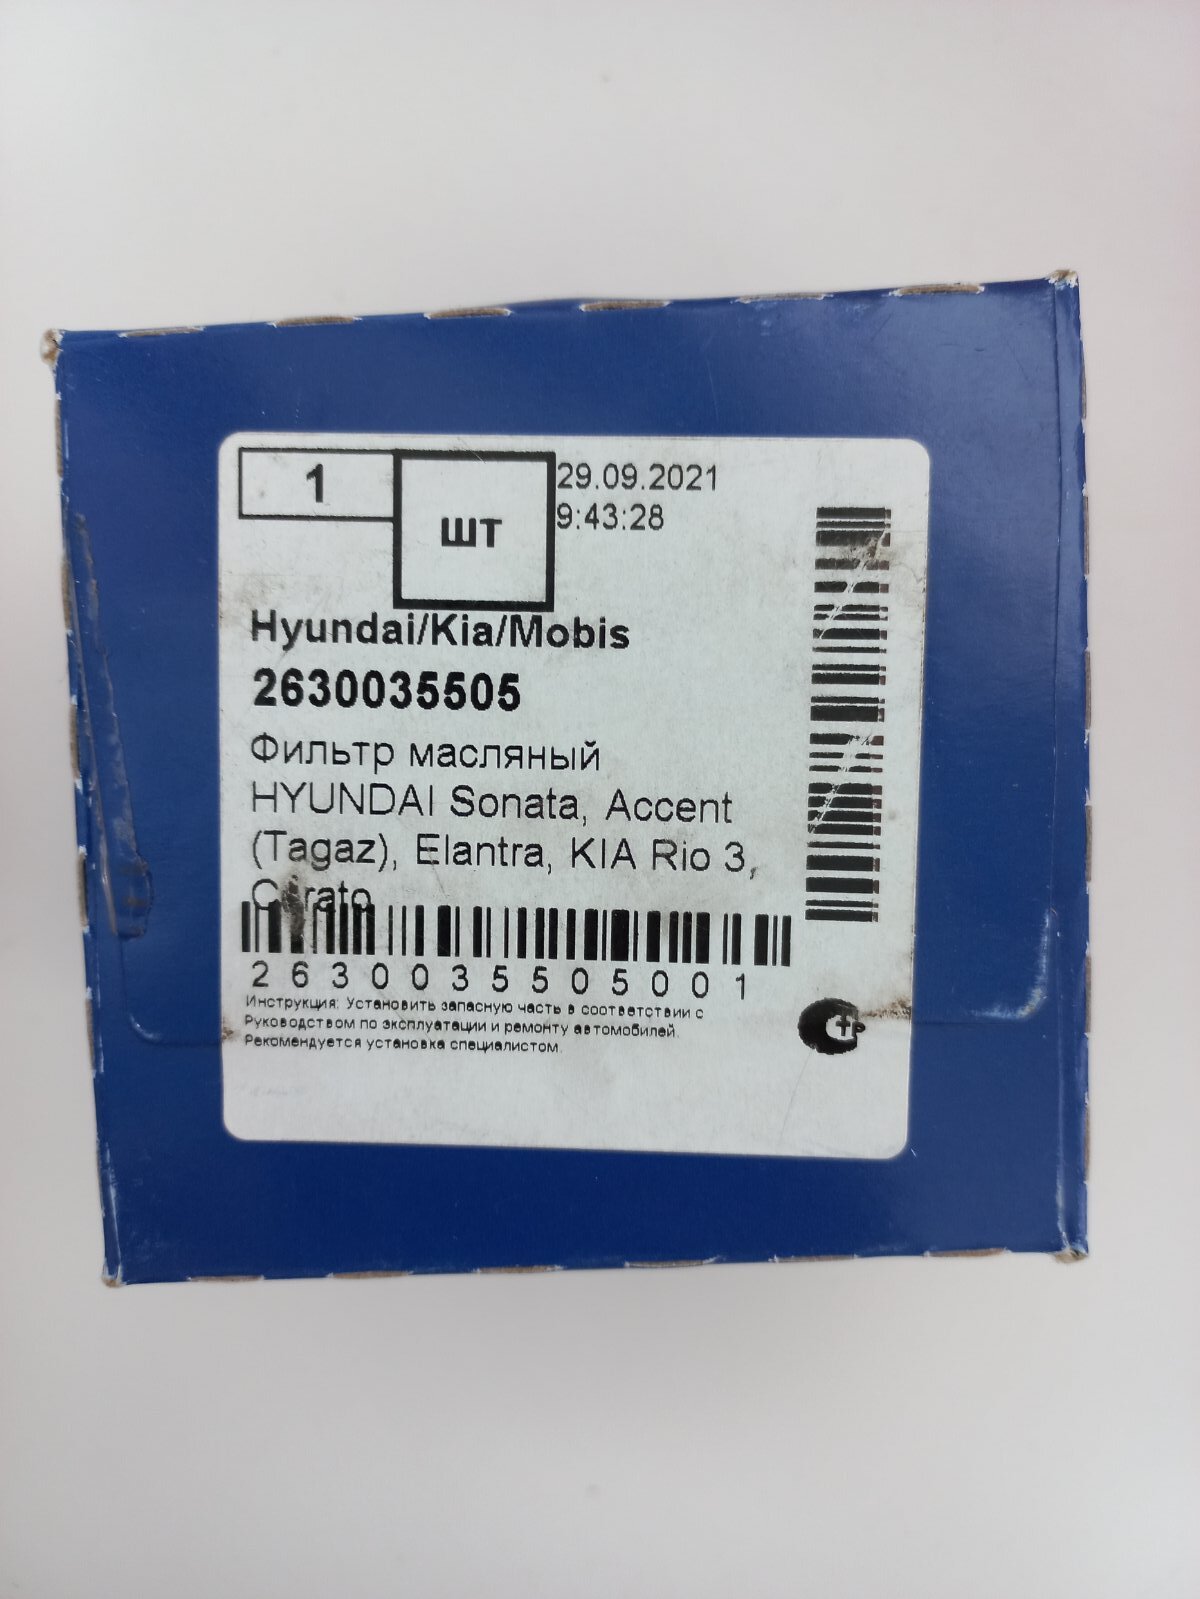 1
шт
29.09.2021
9:43:28
Hyundai/Kia/Mobis
2630035505
Фильтр масляный
HYUNDAI Sonata, Accent
(Tagaz), Elantra, KIA Rio 3,
Cerato
2630035505001
Инструкция: Установить запасную часть в соответствии с
Руководством по эксплуатации и ремонту автомобилей.
Рекомендуется установка специалистом.